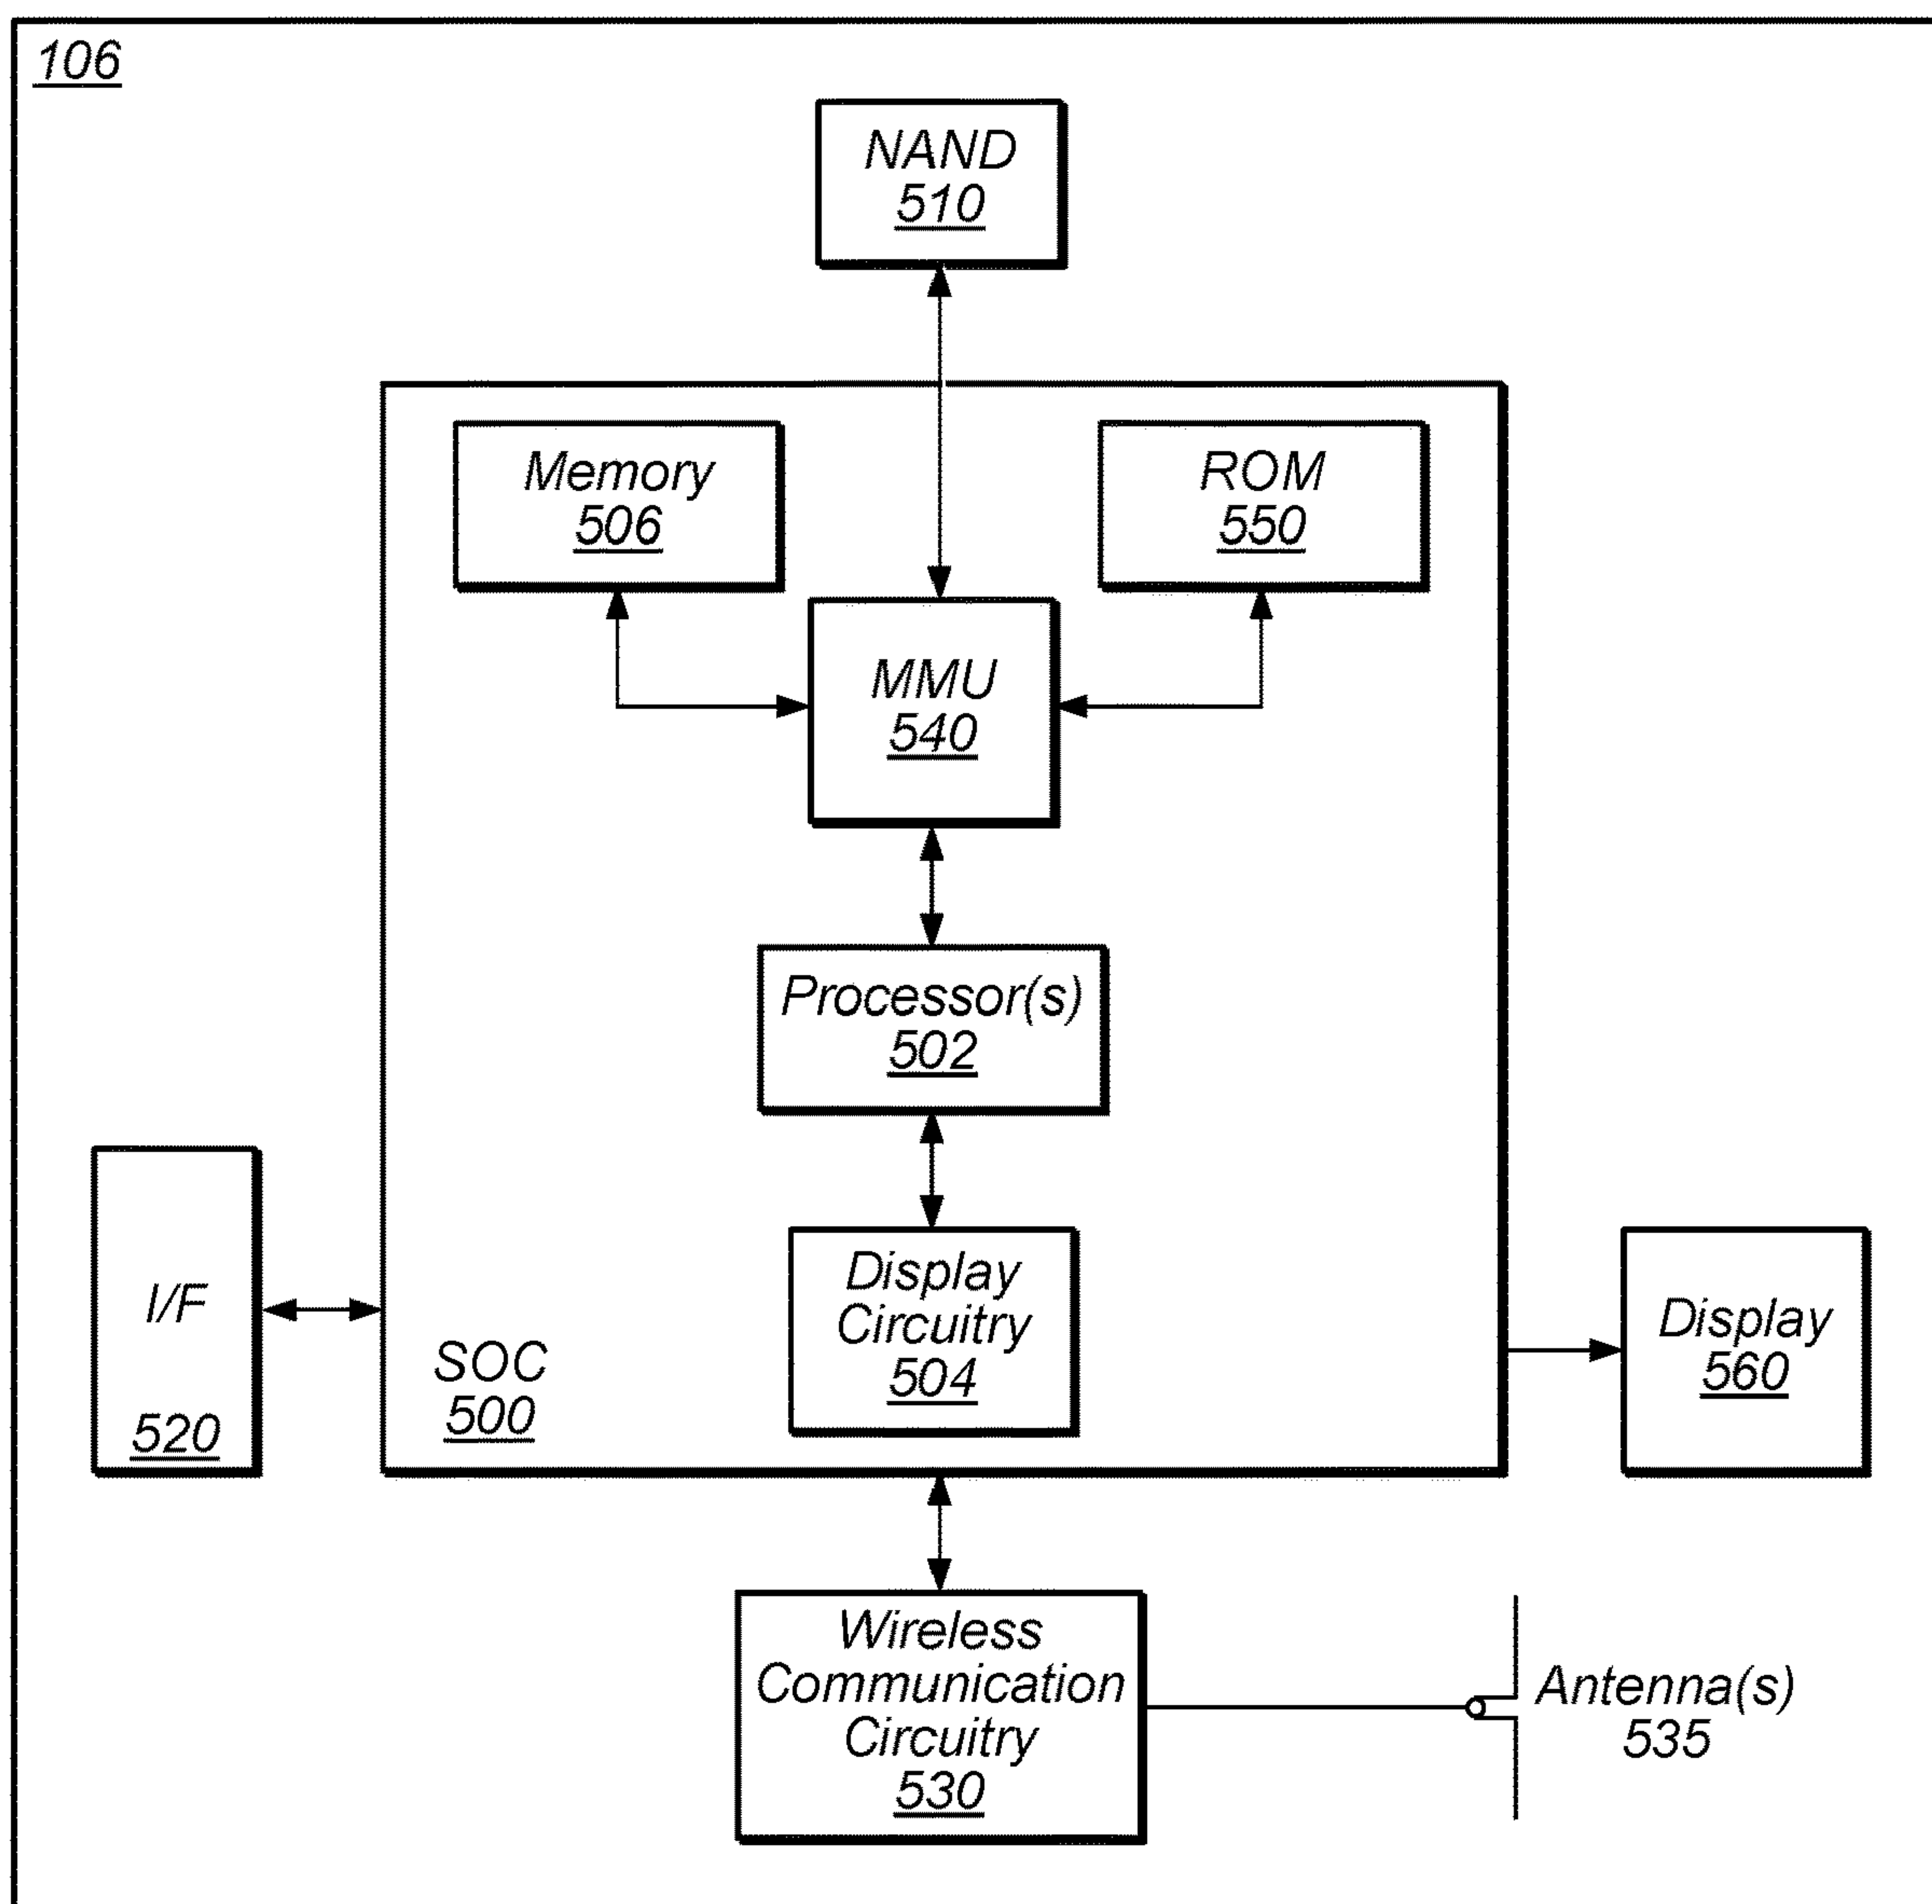 106
NAND
510
Memory
506
ROM
550
MMU
540
Processor(s)
502
Display
Circuitry
504
I/F
520
SOC
500
Display
560
Wireless
Communication
Circuitry
530
Antenna(s)
535